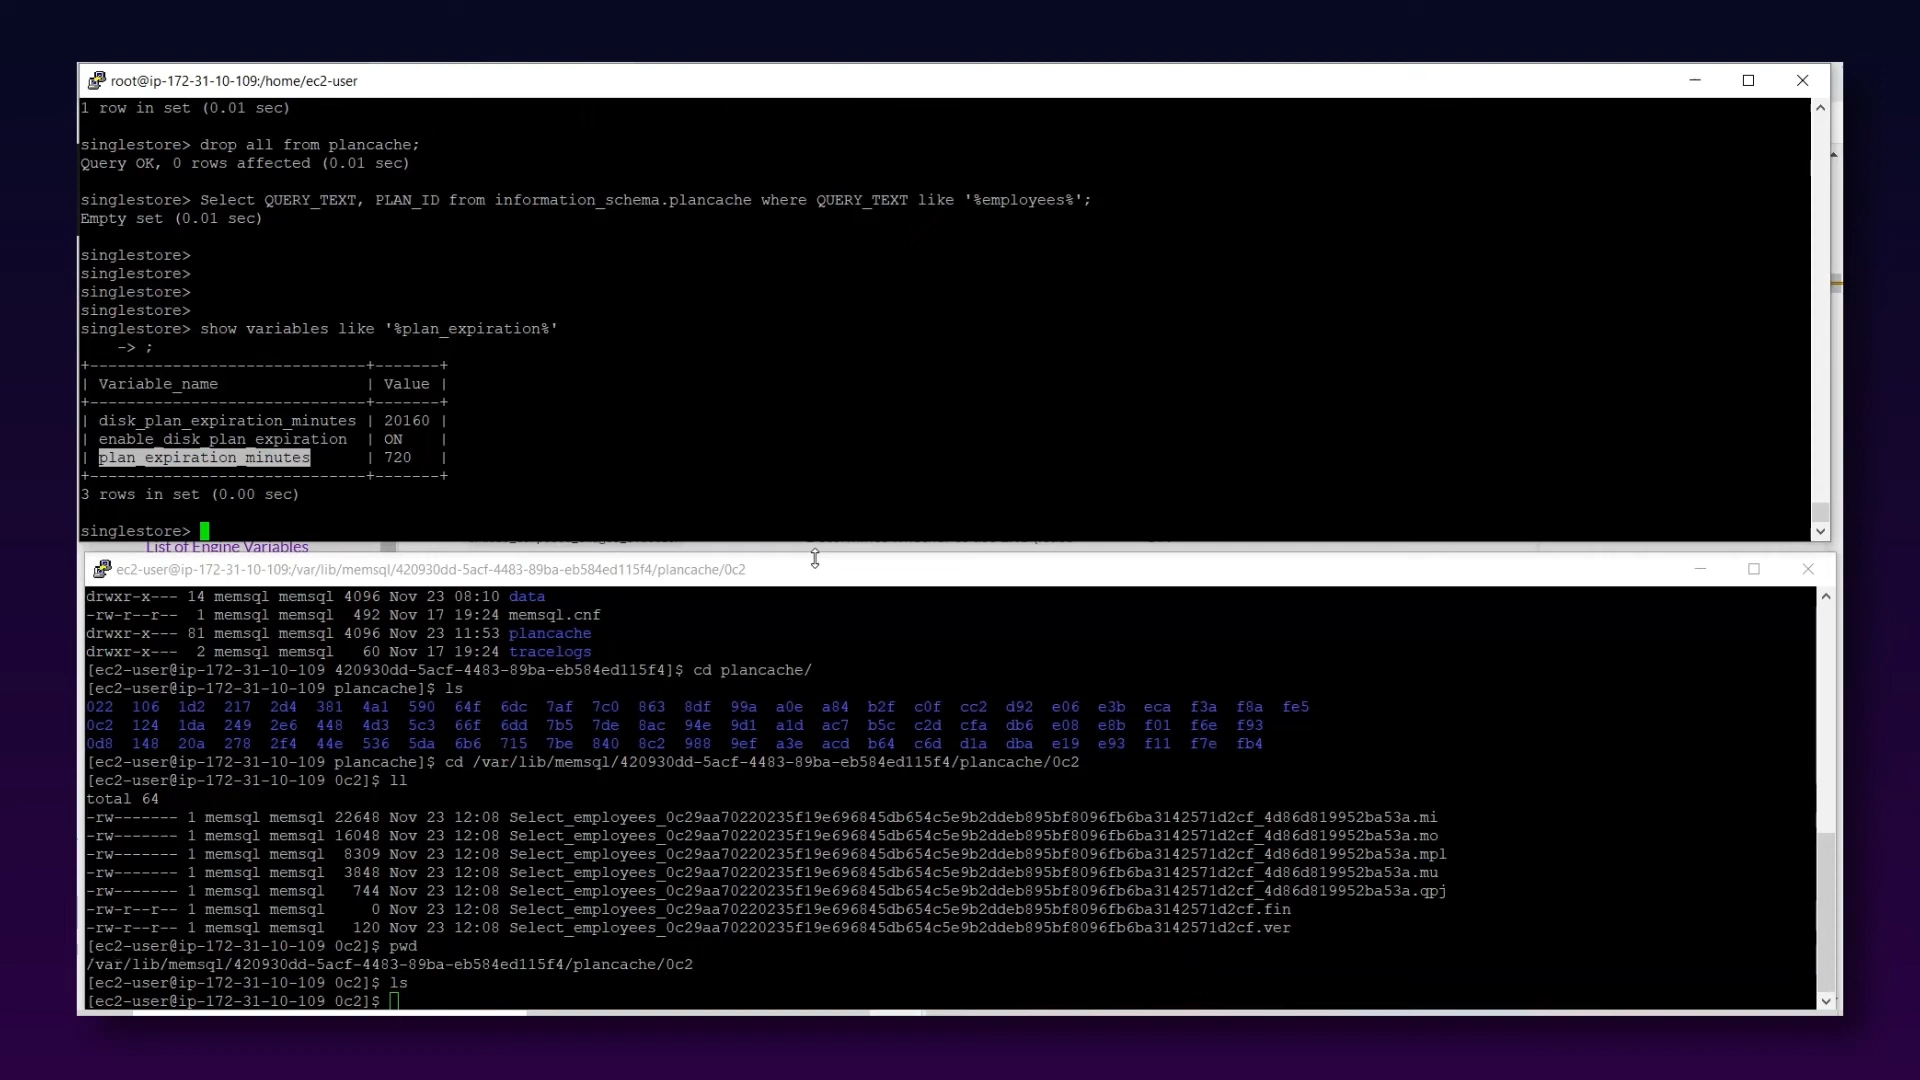 root@ip-172-31-10-109:/home/ec2-user
1 row in set (0.01 sec)
singlestore> drop all from plancache;
Query OK, 0 rows affected (0.01 sec)
singlestore> Select QUERY_TEXT, PLAN_ID from information_schema.plancache where QUERY_TEXT like '%employees%';
Empty set (0.01 sec)
singlestore>
singlestore>
singlestore>
singlestore>
singlestore> show variables like '%plan_expiration%'
    -> ;
+------------------------------+-------+
| Variable_name                | Value |
+------------------------------+-------+
| disk_plan_expiration_minutes | 20160 |
| enable_disk_plan_expiration  | ON    |
| plan_expiration_minutes      | 720   |
+------------------------------+-------+
3 rows in set (0.00 sec)
singlestore>
List of Engine Variables
ec2-user@ip-172-31-10-109:/var/lib/memsql/420930dd-5acf-4483-89ba-eb584ed115f4/plancache/0c2
drwxr-x--- 14 memsql memsql 4096 Nov 23 08:10 data
-rw-r--r--  1 memsql memsql  492 Nov 17 19:24 memsql.cnf
drwxr-x--- 81 memsql memsql 4096 Nov 23 11:53 plancache
drwxr-x---  2 memsql memsql   60 Nov 17 19:24 tracelogs
[ec2-user@ip-172-31-10-109 420930dd-5acf-4483-89ba-eb584ed115f4]$ cd plancache/
[ec2-user@ip-172-31-10-109 plancache]$ ls
022  106  1d2  217  2d4  381  4a1  590  64f  6dc  7af  7c0  863  8df  99a  a0e  a84  b2f  c0f  cc2  d92  e06  e3b  eca  f3a  f8a  fe5
0c2  124  1da  249  2e6  448  4d3  5c3  66f  6dd  7b5  7de  8ac  94e  9d1  a1d  ac7  b5c  c2d  cfa  db6  e08  e8b  f01  f6e  f93
0d8  148  20a  278  2f4  44e  536  5da  6b6  715  7be  840  8c2  988  9ef  a3e  acd  b64  c6d  d1a  dba  e19  e93  f11  f7e  fb4
[ec2-user@ip-172-31-10-109 plancache]$ cd /var/lib/memsql/420930dd-5acf-4483-89ba-eb584ed115f4/plancache/0c2
[ec2-user@ip-172-31-10-109 0c2]$ ll
total 64
-rw------- 1 memsql memsql 22648 Nov 23 12:08 Select_employees_0c29aa70220235f19e696845db654c5e9b2ddeb895bf8096fb6ba3142571d2cf_4d86d819952ba53a.mi
-rw------- 1 memsql memsql 16048 Nov 23 12:08 Select_employees_0c29aa70220235f19e696845db654c5e9b2ddeb895bf8096fb6ba3142571d2cf_4d86d819952ba53a.mo
-rw------- 1 memsql memsql  8309 Nov 23 12:08 Select_employees_0c29aa70220235f19e696845db654c5e9b2ddeb895bf8096fb6ba3142571d2cf_4d86d819952ba53a.mpl
-rw------- 1 memsql memsql  3848 Nov 23 12:08 Select_employees_0c29aa70220235f19e696845db654c5e9b2ddeb895bf8096fb6ba3142571d2cf_4d86d819952ba53a.mu
-rw------- 1 memsql memsql   744 Nov 23 12:08 Select_employees_0c29aa70220235f19e696845db654c5e9b2ddeb895bf8096fb6ba3142571d2cf_4d86d819952ba53a.qpj
-rw-r--r-- 1 memsql memsql     0 Nov 23 12:08 Select_employees_0c29aa70220235f19e696845db654c5e9b2ddeb895bf8096fb6ba3142571d2cf.fin
-rw-r--r-- 1 memsql memsql   120 Nov 23 12:08 Select_employees_0c29aa70220235f19e696845db654c5e9b2ddeb895bf8096fb6ba3142571d2cf.ver
[ec2-user@ip-172-31-10-109 0c2]$ pwd
/var/lib/memsql/420930dd-5acf-4483-89ba-eb584ed115f4/plancache/0c2
[ec2-user@ip-172-31-10-109 0c2]$ ls
[ec2-user@ip-172-31-10-109 0c2]$